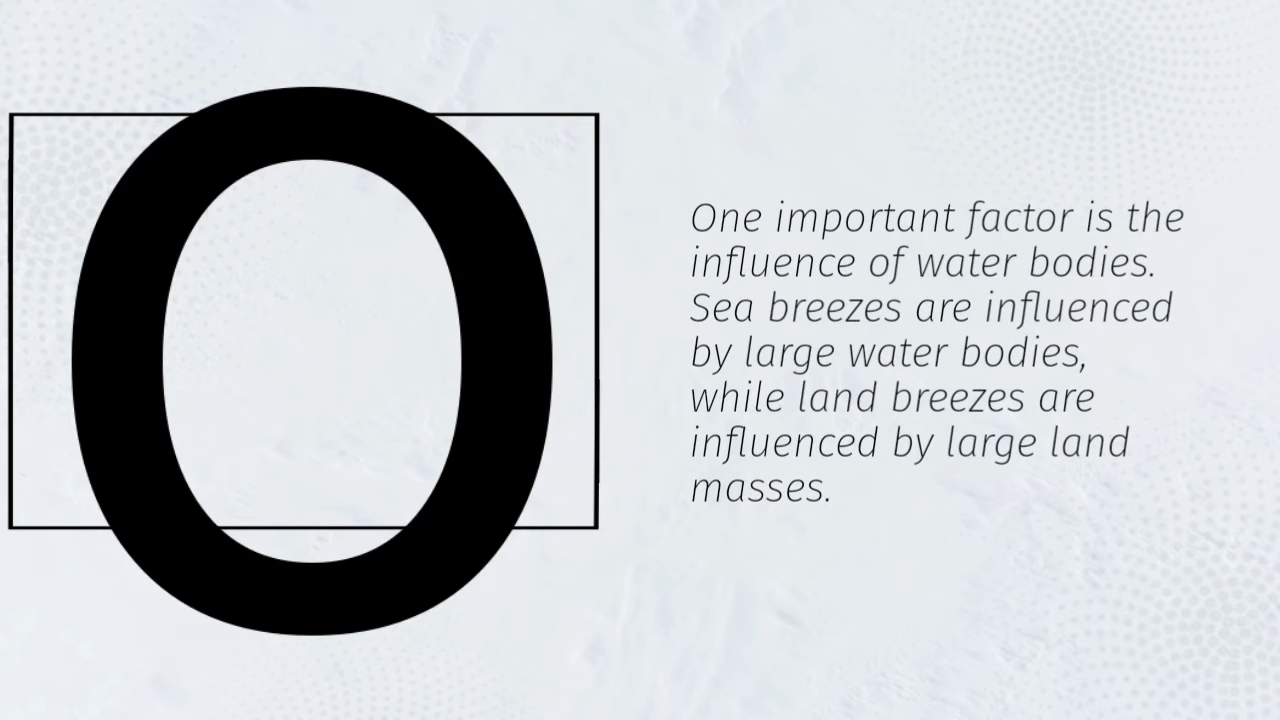 O
One important factor is the
influence of water bodies.
Sea breezes are influenced
by large water bodies,
while land breezes are
influenced by large land
masses.